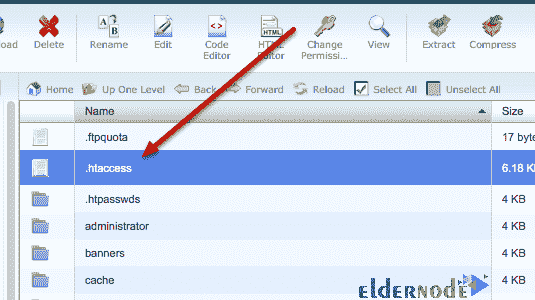 oad Delete Rename Edit Code Editor HTML Editor Change Permissi... View Extract Compress
Home Up One Level Back Forward Reload Select All Unselect All
Name Size
.ftpquota 17 byte
.htaccess 6.18 K
.htpasswds 4 KB
administrator 4 KB
banners 4 KB
cache 4 KB
eldernode